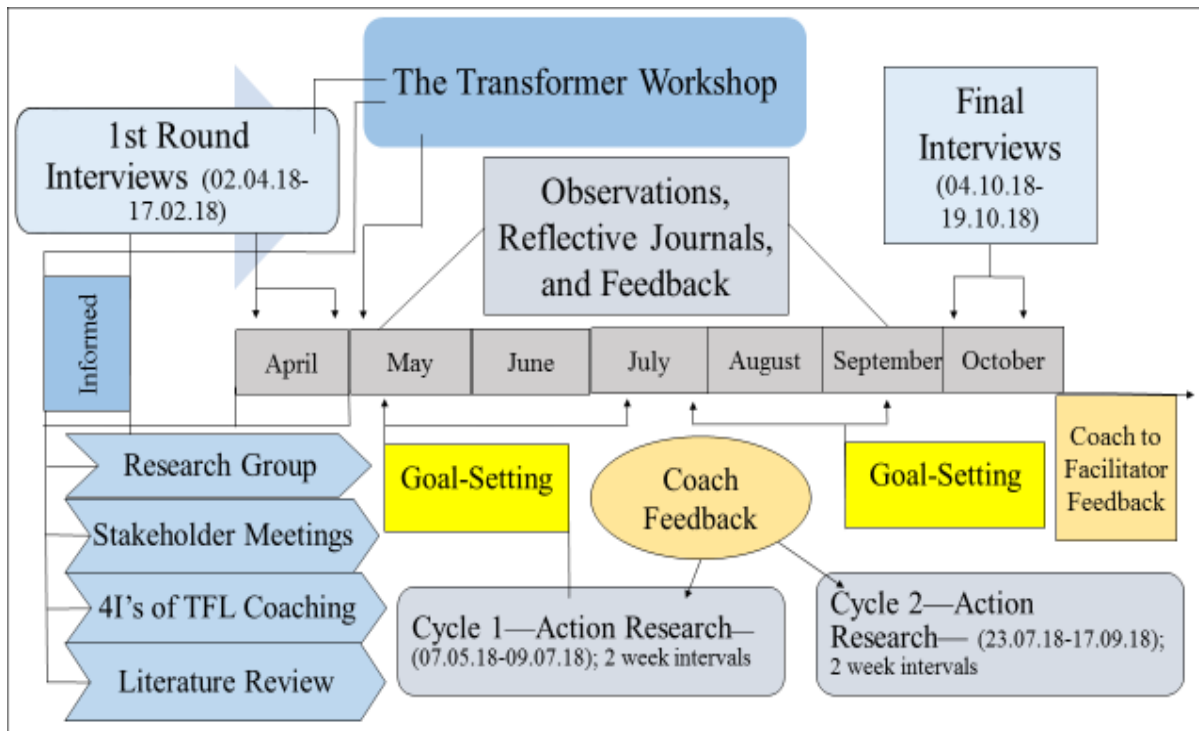 The Transformer Workshop
1st Round
Interviews (02.04.18-
17.02.18)
Final
Interviews
(04.10.18-
19.10.18)
Observations,
Reflective Journals,
and Feedback
Informed
April
May
June
July
August
September
October
Research Group
Stakeholder Meetings
4I's of TFL Coaching
Literature Review
Goal-Setting
Coach
Feedback
Goal-Setting
Coach to
Facilitator
Feedback
Cycle 1—Action Research—
(07.05.18-09.07.18); 2 week intervals
Cycle 2—Action
Research— (23.07.18-17.09.18);
2 week intervals